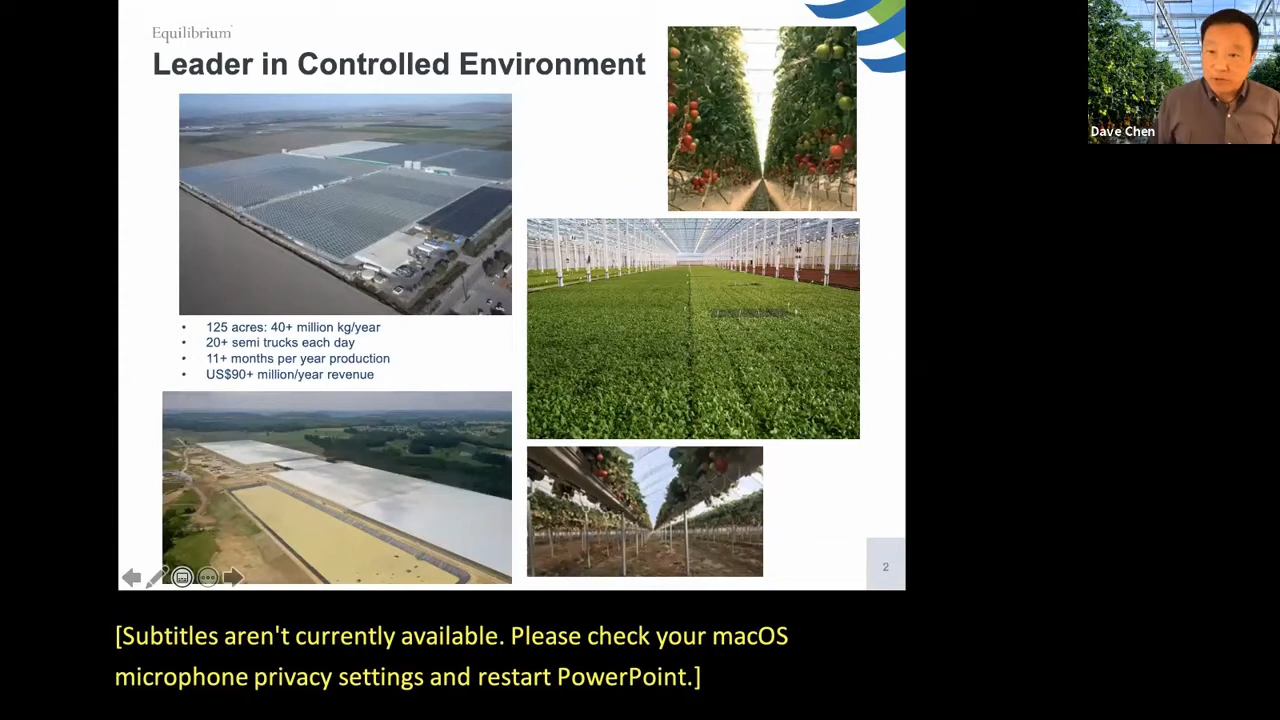 Equilibrium
Leader in Controlled Environment
Dave Chen
• 125 acres: 40+ million kg/year
• 20+ semi trucks each day
• 11+ months per year production
• US$90+ million/year revenue
2
[Subtitles aren't currently available. Please check your macOS
microphone privacy settings and restart PowerPoint.]